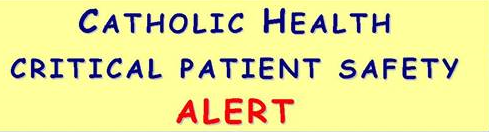 CATHOLIC HEALTH
CRITICAL PATIENT SAFETY
ALERT